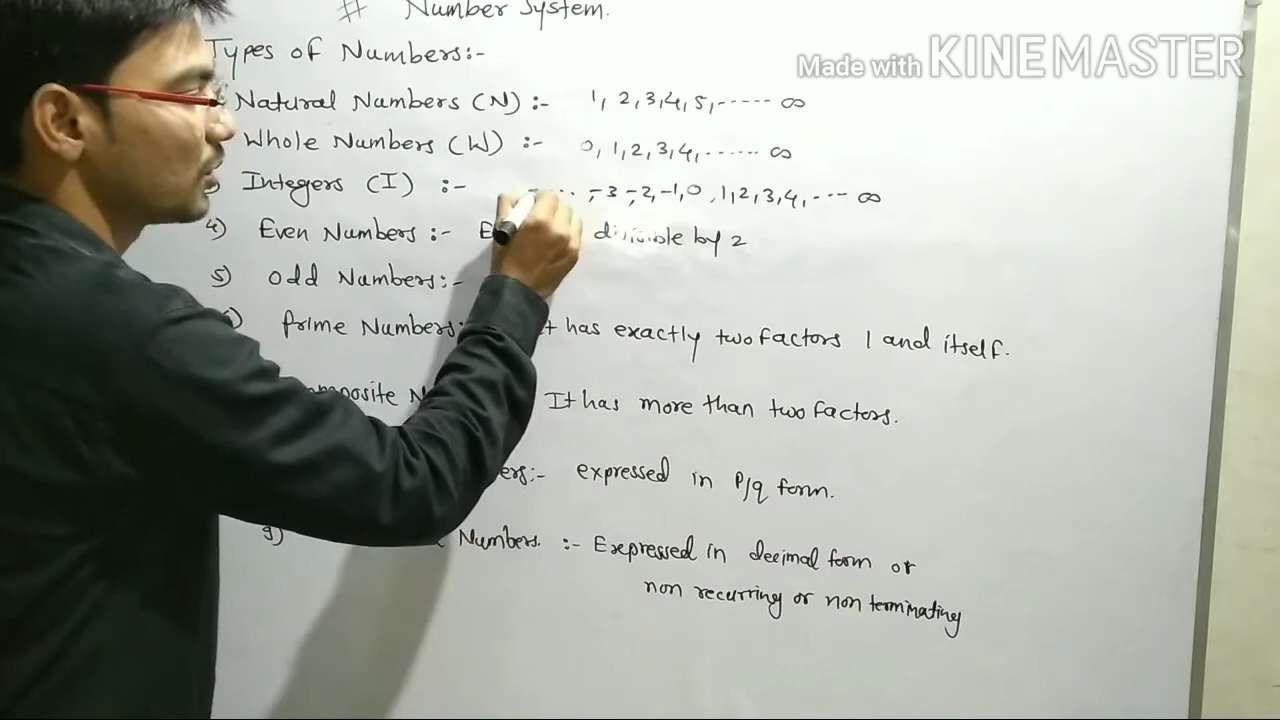 # Number System.
Made with KINEMASTER
Types of Numbers:-
Natural Numbers (N) :- 1, 2, 3, 4, 5, ------ ∞
Whole Numbers (W) :- 0, 1, 2, 3, 4, ...... ∞
Integers (I) :- -3 -2, -1, 0, 1, 2, 3, 4, ---- ∞
4) Even Numbers :- divisible by 2
5) Odd Numbers:-
Prime Numbers: has exactly two factors 1 and itself.
It has more than two factors.
expressed in P/q form.
9) Numbers. :- Expressed in decimal form or
non recurring or non terminating